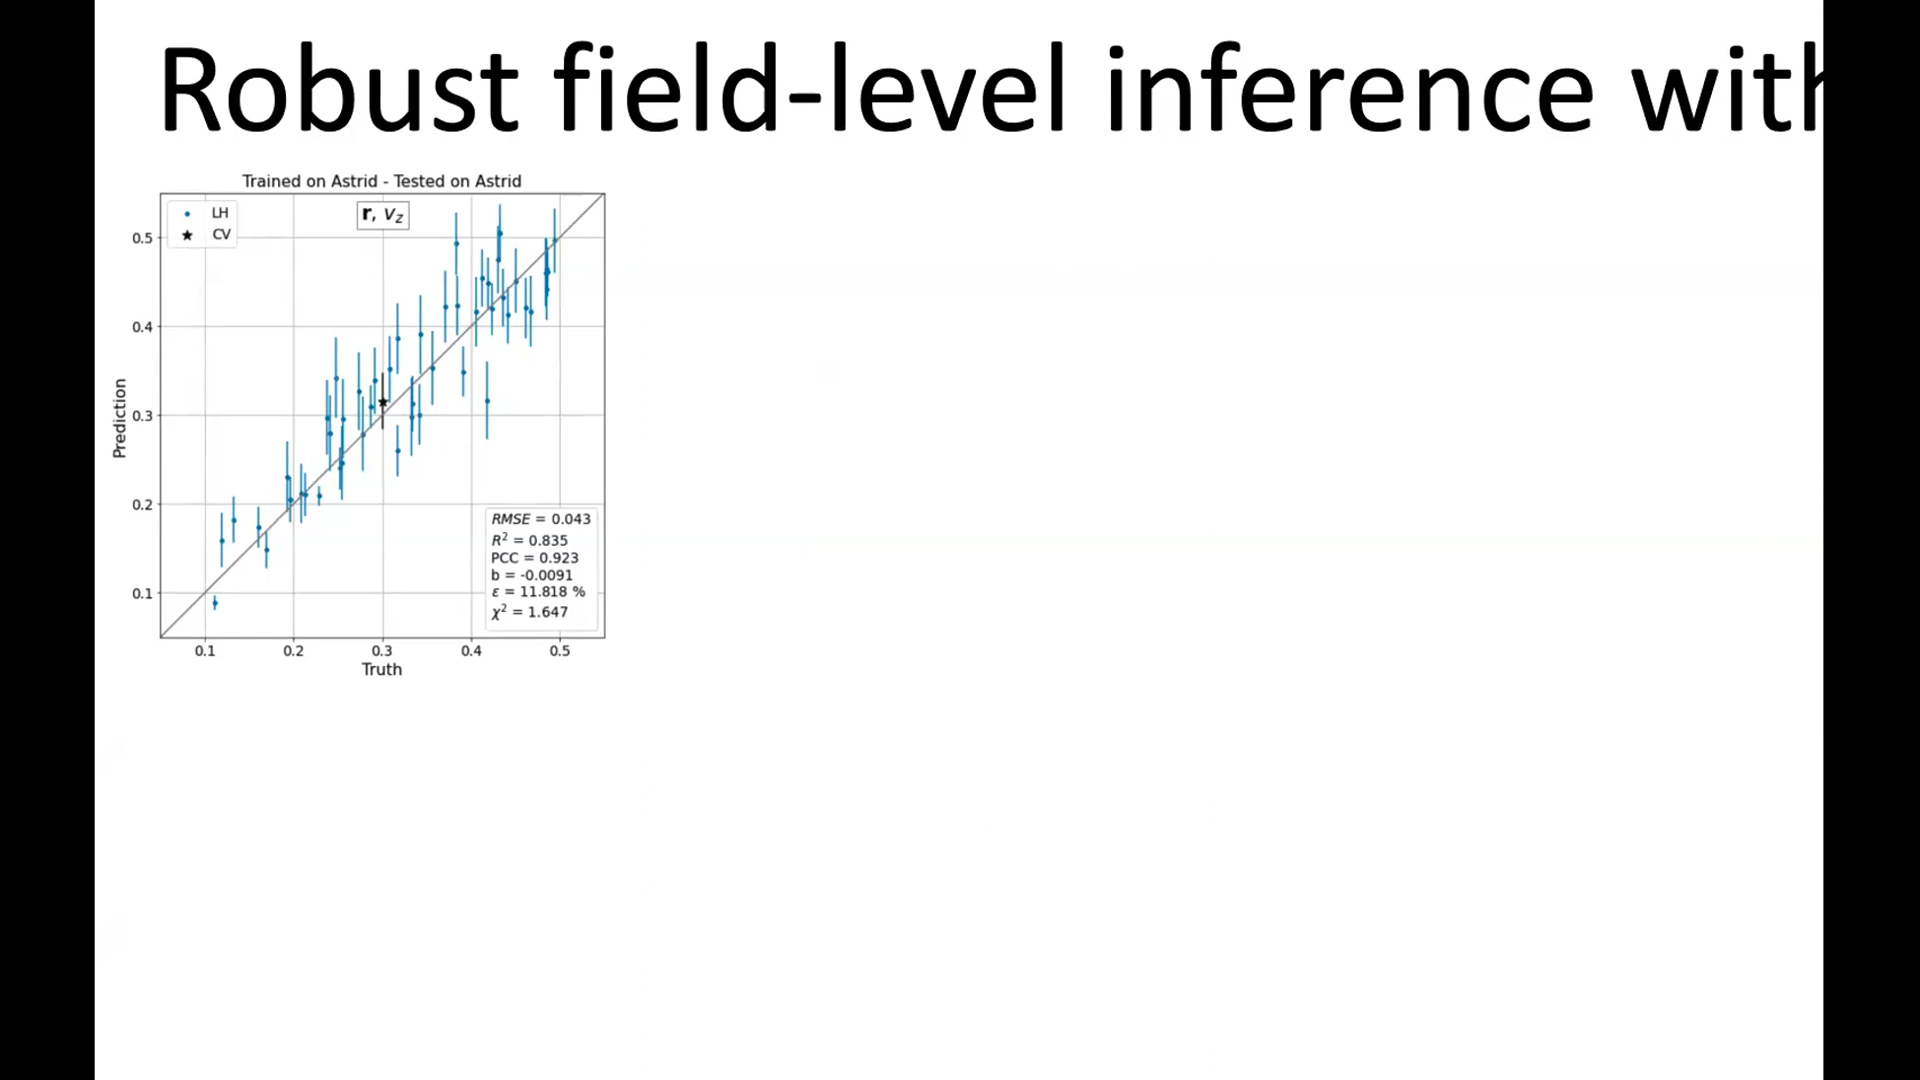 Robust field-level inference with
Trained on Astrid - Tested on Astrid
LH
CV
r, v_z
0.5
0.4
0.3
0.2
0.1
Prediction
RMSE = 0.043
R² = 0.835
PCC = 0.923
b = -0.0091
ε = 11.818 %
χ² = 1.647
0.1 0.2 0.3 0.4 0.5
Truth